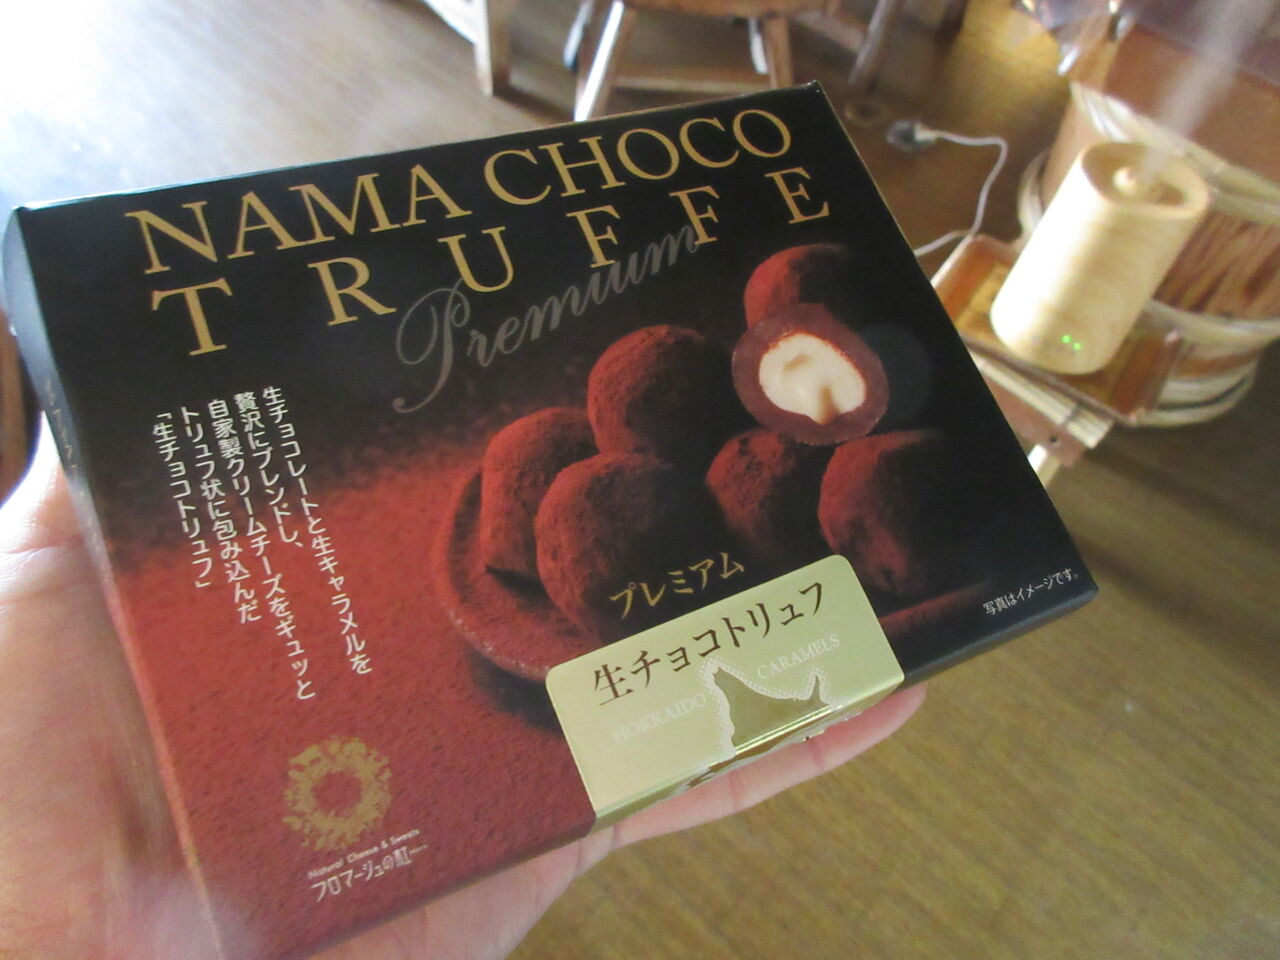 NAMA CHOCO
TRUFFE
Premium
生チョコレートと生キャラメルを
贅沢にブレンドし、
自家製クリームチーズをギュッと
トリュフ状に包み込んだ
「生チョコトリュフ」
プレミアム
生チョコトリュフ
HOKKAIDO CARAMELS
写真はイメージです。
Natural Cheese & Sweets
フロマージュの